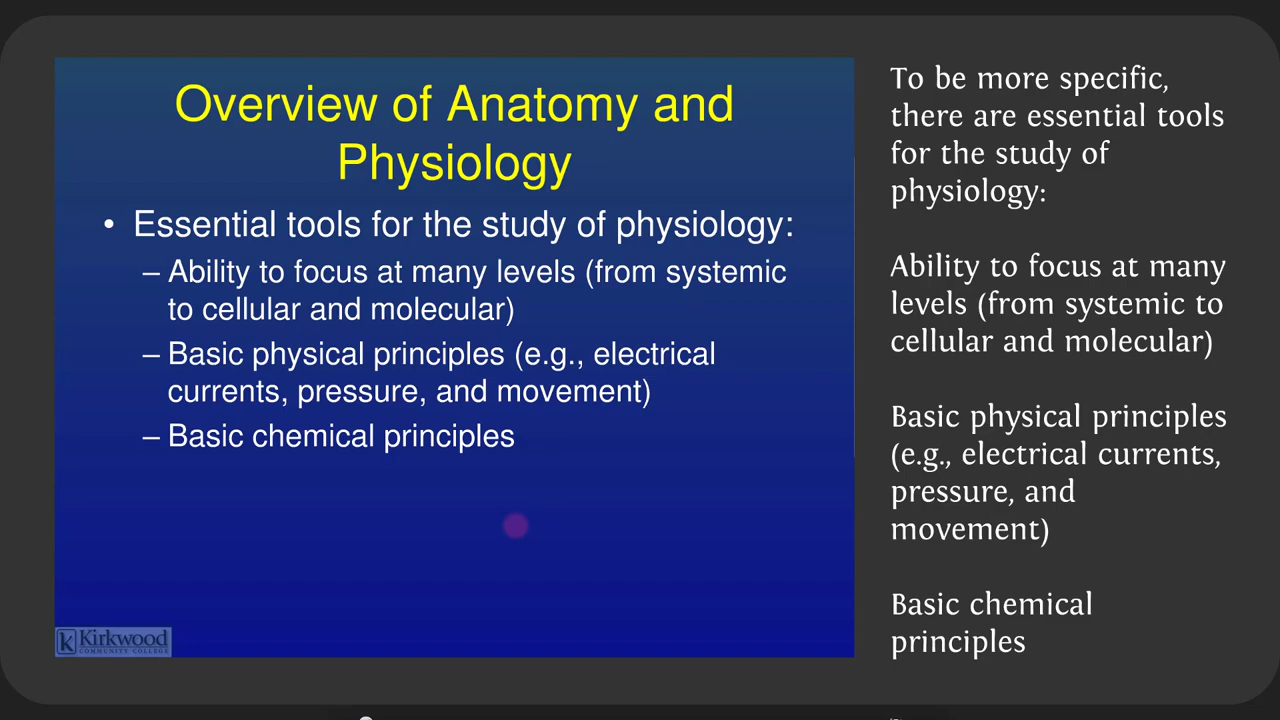 Overview of Anatomy and
Physiology
• Essential tools for the study of physiology:
– Ability to focus at many levels (from systemic
to cellular and molecular)
– Basic physical principles (e.g., electrical
currents, pressure, and movement)
– Basic chemical principles
Kirkwood
COMMUNITY COLLEGE
To be more specific,
there are essential tools
for the study of
physiology:
Ability to focus at many
levels (from systemic to
cellular and molecular)
Basic physical principles
(e.g., electrical currents,
pressure, and
movement)
Basic chemical
principles